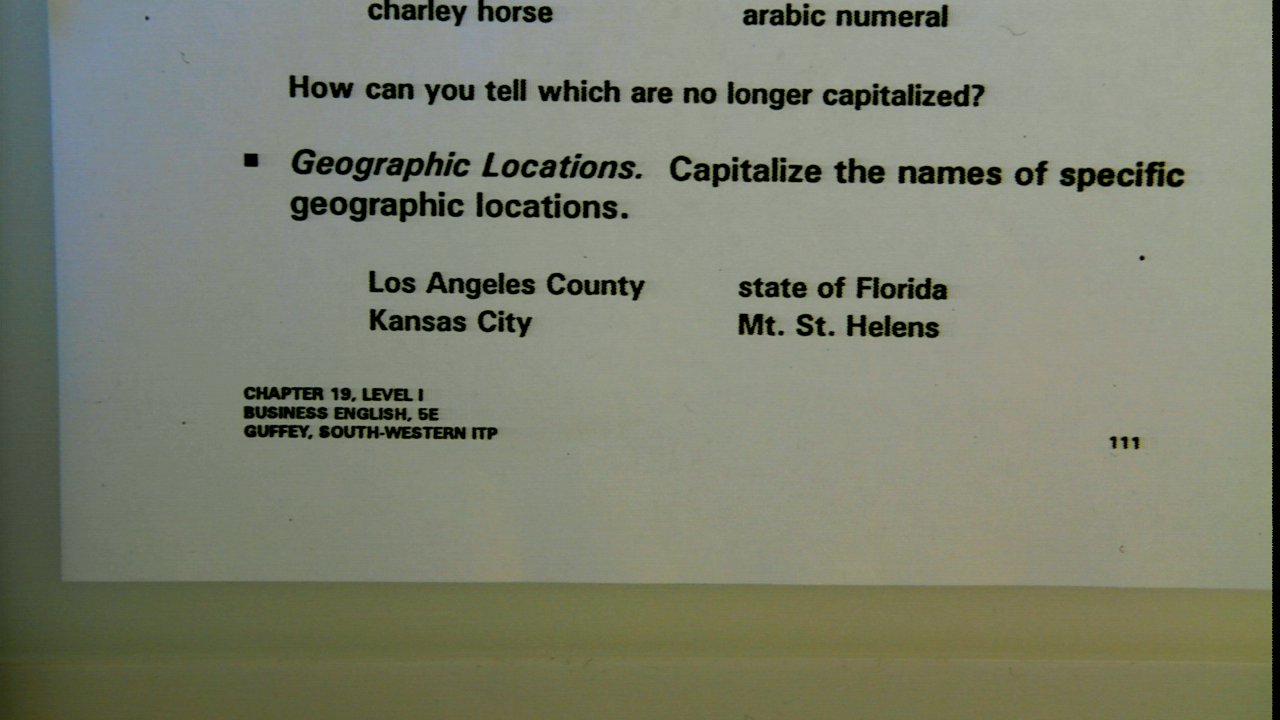 charley horse arabic numeral
How can you tell which are no longer capitalized?
■ Geographic Locations. Capitalize the names of specific
geographic locations.
Los Angeles County state of Florida
Kansas City Mt. St. Helens
CHAPTER 19, LEVEL I
BUSINESS ENGLISH, 5E
GUFFEY, SOUTH-WESTERN ITP
111